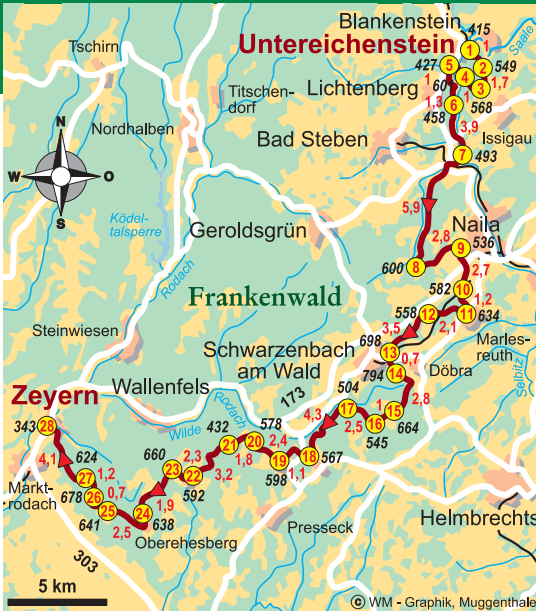 Blankenstein
415
Untereichenstein
1
1
Saale
Tschirn
427
5
4
2
549
1
60
1
3
1,7
Titschen-
dorf
Lichtenberg
1,3
6
568
458
Nordhalben
3,9
Issigau
Bad Steben
7
493
N
W
O
S
5,9
Ködel-
talsperre
Geroldsgrün
Naila
2,8
9
536
8
600
2,7
Rodach
Frankenwald
582
10
1,2
558
12
11
634
3,5
2,1
Steinwiesen
698
Schwarzenbach
am Wald
13
0,7
Marles-
reuth
794
14
Döbra
Selbitz
Zeyern
Wallenfels
173
504
2,8
Rodach
17
1
15
343
28
Wilde
432
578
4,3
2,5
16
664
21
20
545
2,4
4,1
624
660
2,3
1,8
18
567
27
1,2
23
22
3,2
19
1,1
Markt-
rodach
678
26
0,7
592
598
25
1,9
641
24
638
2,5
Presseck
Helmbrechts
Oberehesberg
303
5 km
© WM - Graphik, Muggenthale